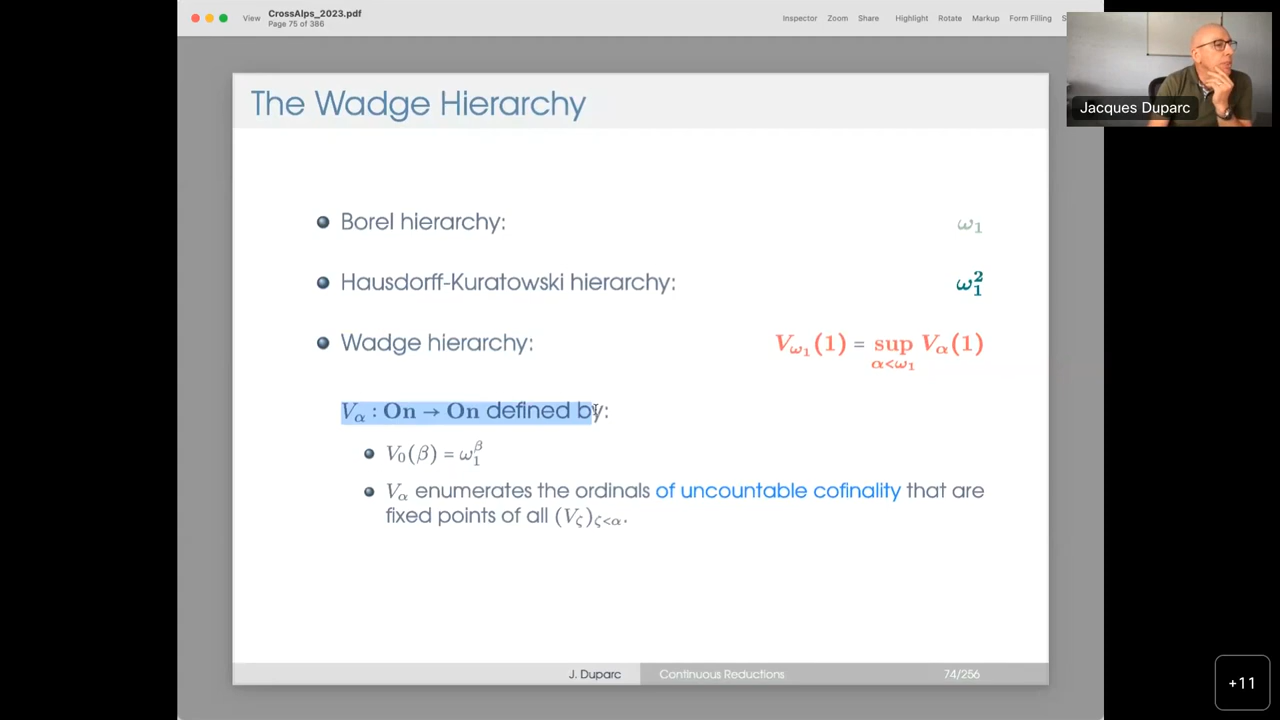 View CrossAlps_2023.pdf
Page 75 of 386
Inspector Zoom Share Highlight Rotate Markup Form Filling
Jacques Duparc
The Wadge Hierarchy
Borel hierarchy: ω₁
Hausdorff-Kuratowski hierarchy: ω₁²
Wadge hierarchy: V_{ω₁}(1) = sup_{α<ω₁} V_α(1)
V_α : On → On defined by:
V₀(β) = ω₁^β
V_α enumerates the ordinals of uncountable cofinality that are
fixed points of all (V_ζ)_{ζ<α}.
J. Duparc Continuous Reductions 74/256
+11